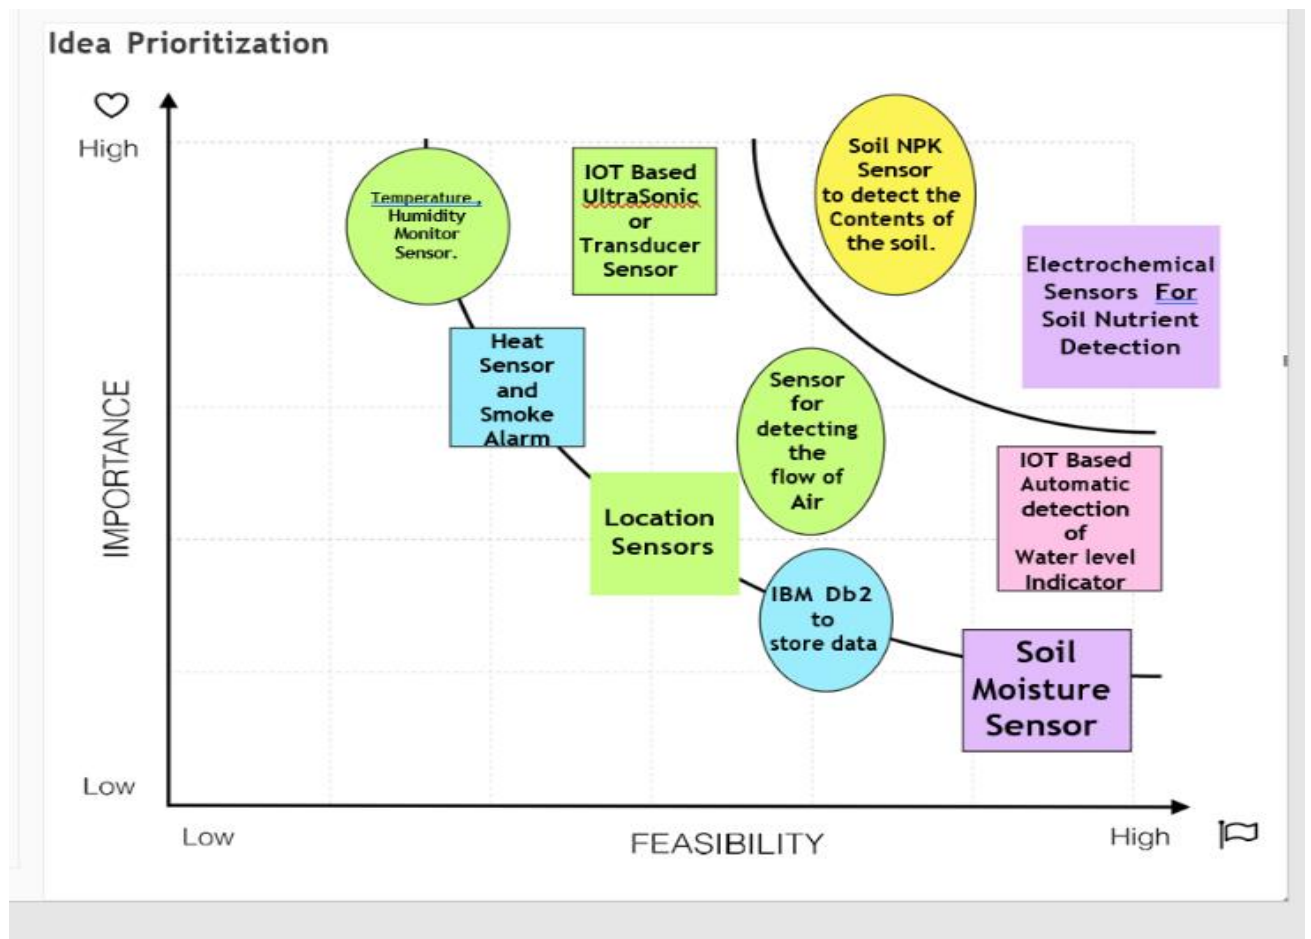 Idea Prioritization
High
Temperature ,
Humidity
Monitor
Sensor.
IOT Based
UltraSonic
or
Transducer
Sensor
Soil NPK
Sensor
to detect the
Contents of
the soil.
Electrochemical
Sensors For
Soil Nutrient
Detection
Heat
Sensor
and
Smoke
Alarm
Sensor
for
detecting
the
flow of
Air
IMPORTANCE
Location
Sensors
IOT Based
Automatic
detection
of
Water level
Indicator
IBM Db2
to
store data
Soil
Moisture
Sensor
Low
Low
FEASIBILITY
High